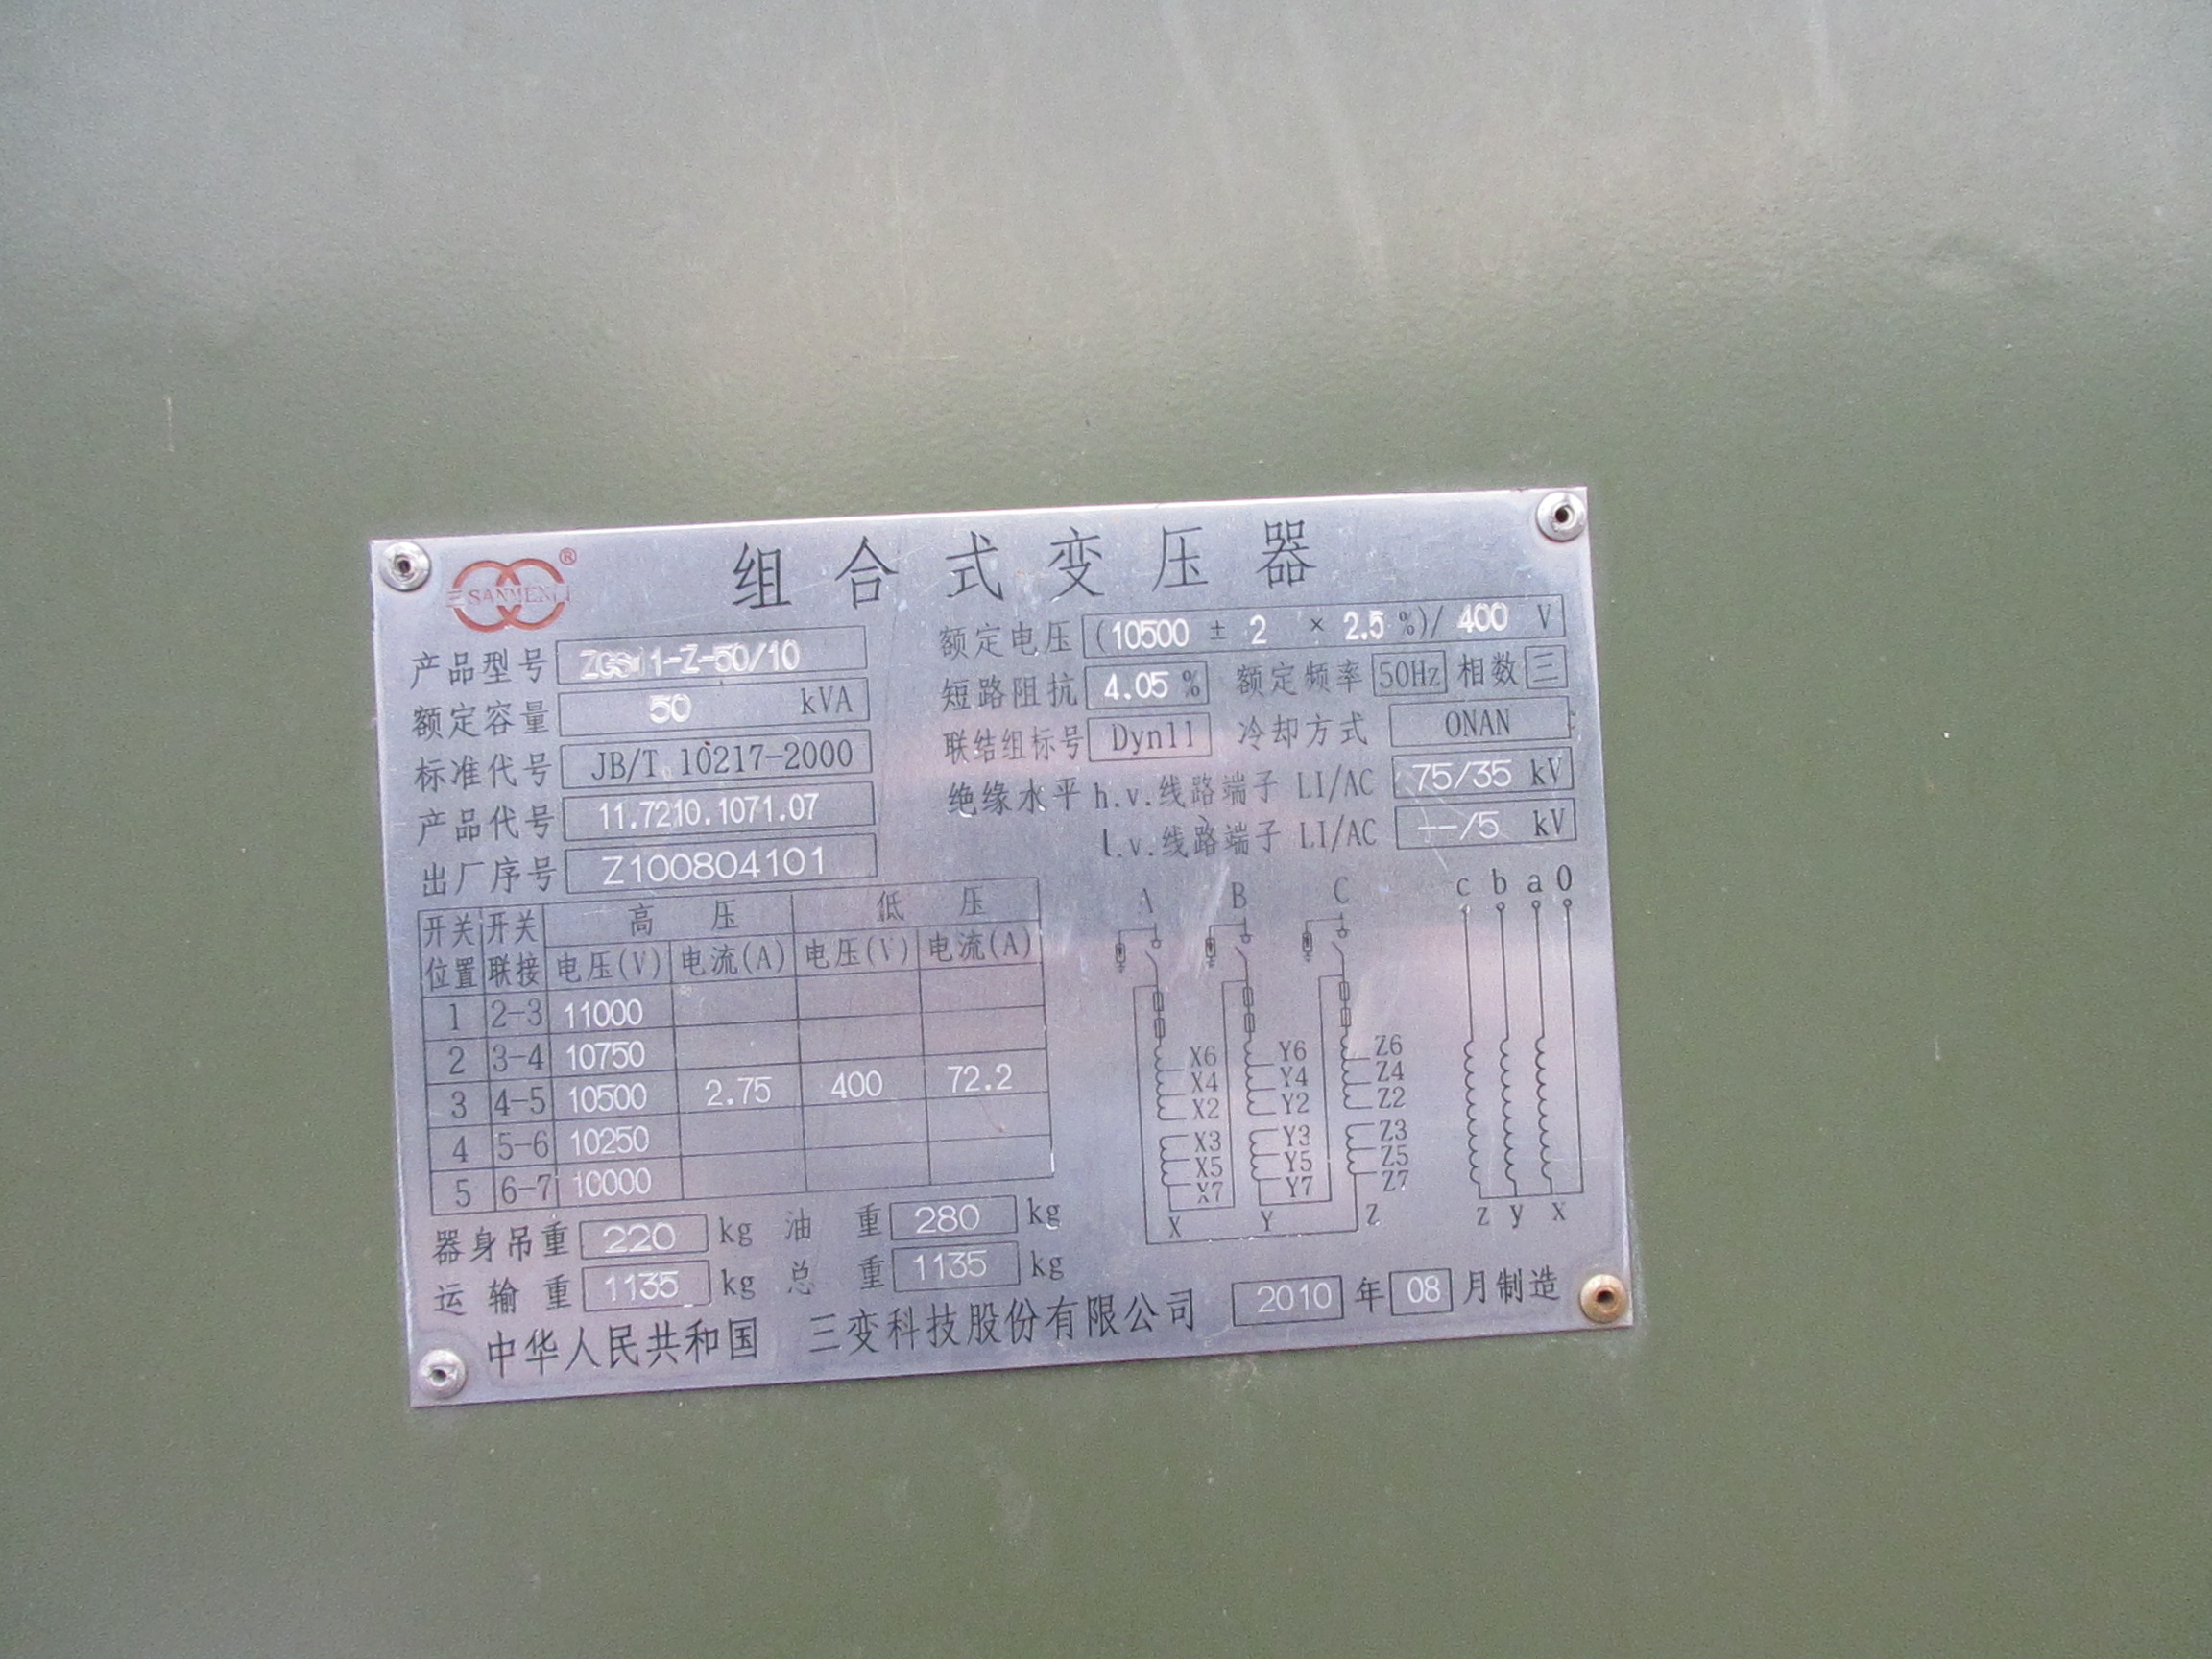 SANMEN ®
组合式变压器
产品型号 ZGS11-Z-50/10
额定容量 50 kVA
标准代号 JB/T 10217-2000
产品代号 11.7210.1071.07
出厂序号 Z100804101
额定电压 (10500 ± 2 × 2.5 %)/ 400 V
短路阻抗 4.05 % 额定频率 50Hz 相数 三
联结组标号 Dyn11 冷却方式 ONAN
绝缘水平 h.v.线路端子 LI/AC 75/35 kV
l.v.线路端子 LI/AC --/5 kV
开关位置 开关联接 高压 低压
电压(V) 电流(A) 电压(V) 电流(A)
1 2-3 11000
2 3-4 10750
3 4-5 10500 2.75 400 72.2
4 5-6 10250
5 6-7 10000
A B C c b a 0
X6 Y6 Z6
X4 Y4 Z4
X2 Y2 Z2
X3 Y3 Z3
X5 Y5 Z5
X7 Y7 Z7
X Y Z z y x
器身吊重 220 kg 油重 280 kg
运输重 1135 kg 总重 1135 kg
中华人民共和国 三变科技股份有限公司 2010 年 08 月制造